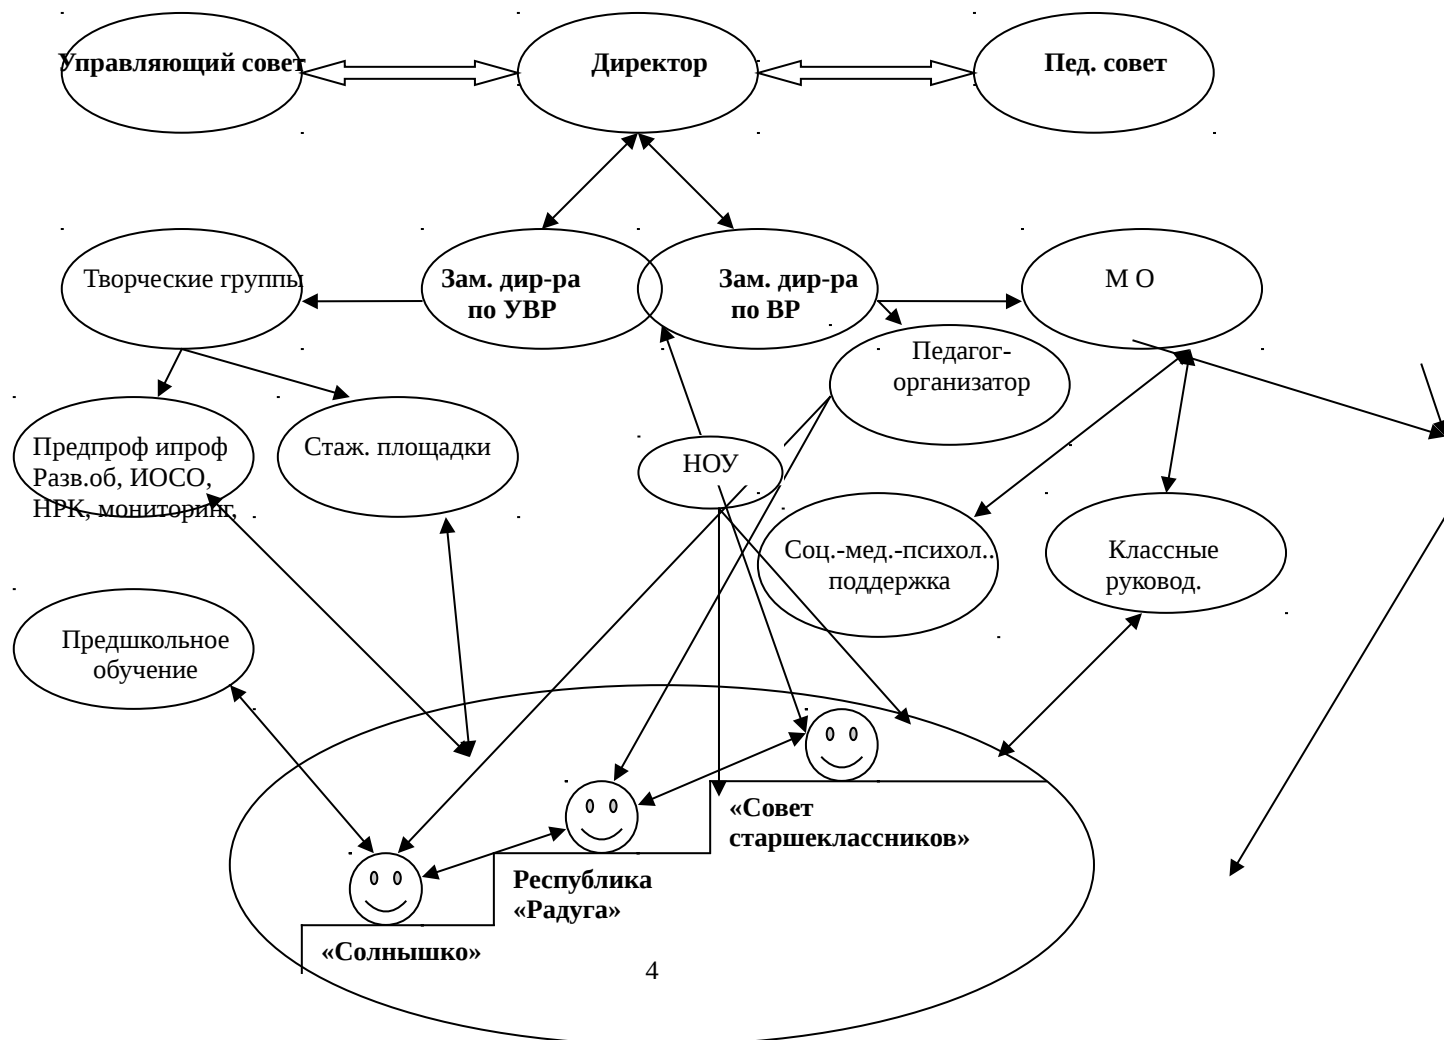 Управляющий совет
Директор
Пед. совет
Творческие группы
Зам. дир-ра
по УВР
Зам. дир-ра
по ВР
М О
Педагог-
организатор
Предпроф ипроф
Разв.об, ИОСО,
НРК, мониторинг,
Стаж. площадки
НОУ
Соц.-мед.-психол..
поддержка
Классные
руковод.
Предшкольное
обучение
«Совет
старшеклассников»
Республика
«Радуга»
«Солнышко»
4